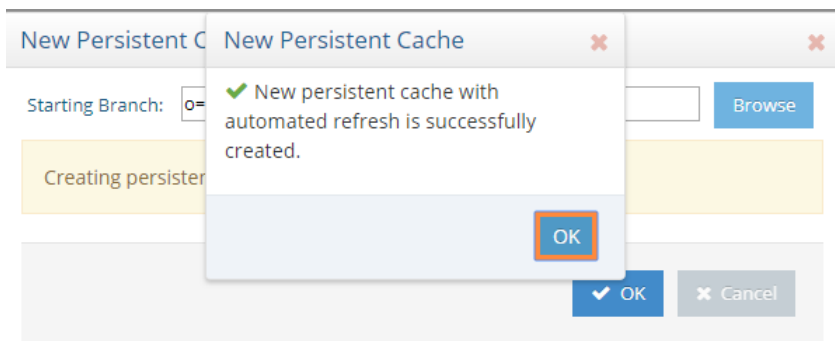 New Persistent C
New Persistent Cache
Starting Branch: o=
Browse
New persistent cache with
automated refresh is successfully
created.
Creating persister
OK
OK
Cancel